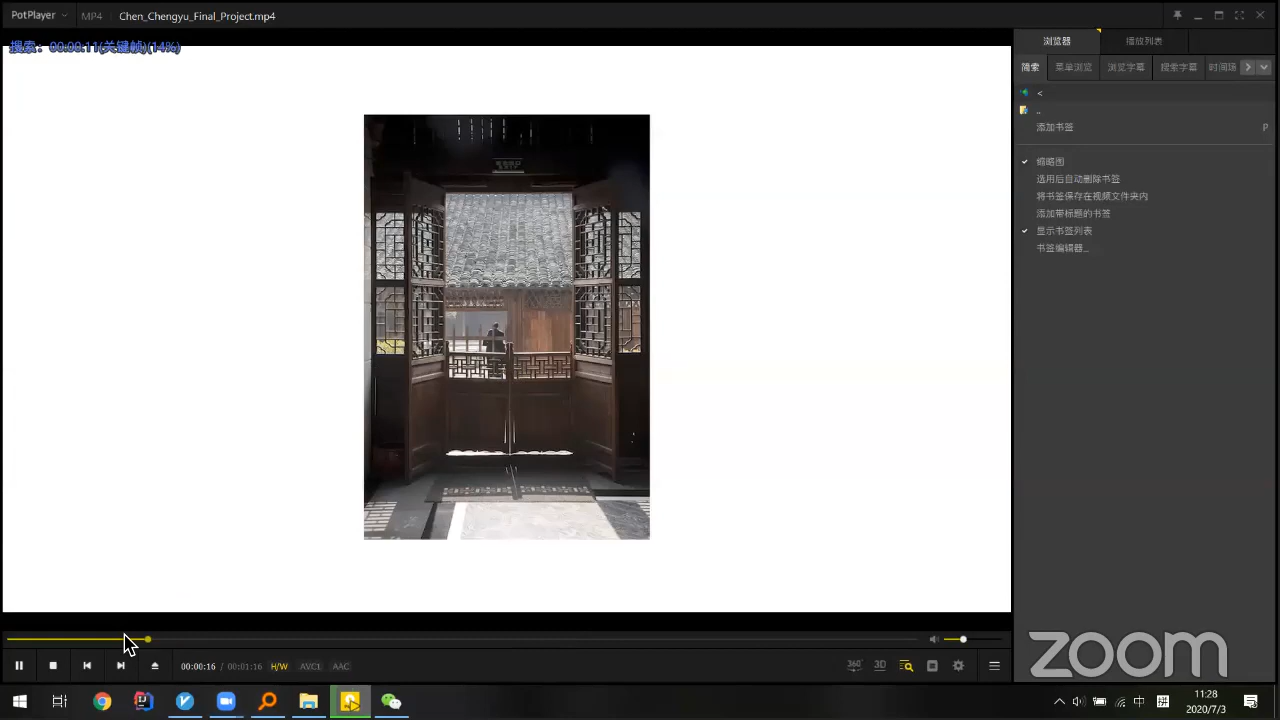 PotPlayer
MP4
Chen_Chengyu_Final_Project.mp4
搜索: 00:00:11(关键帧)(14%)
浏览器
播放列表
简索
菜单浏览
浏览字幕
搜索字幕
<
..
添加书签
P
缩略图
选用后自动删除书签
将书签保存在视频文件夹内
添加带标题的书签
显示书签列表
书签编辑器...
00:00:16 / 00:01:16
H/W
AVC1
AAC
360°
3D
zoom
中
拼
11:28
2020/7/3